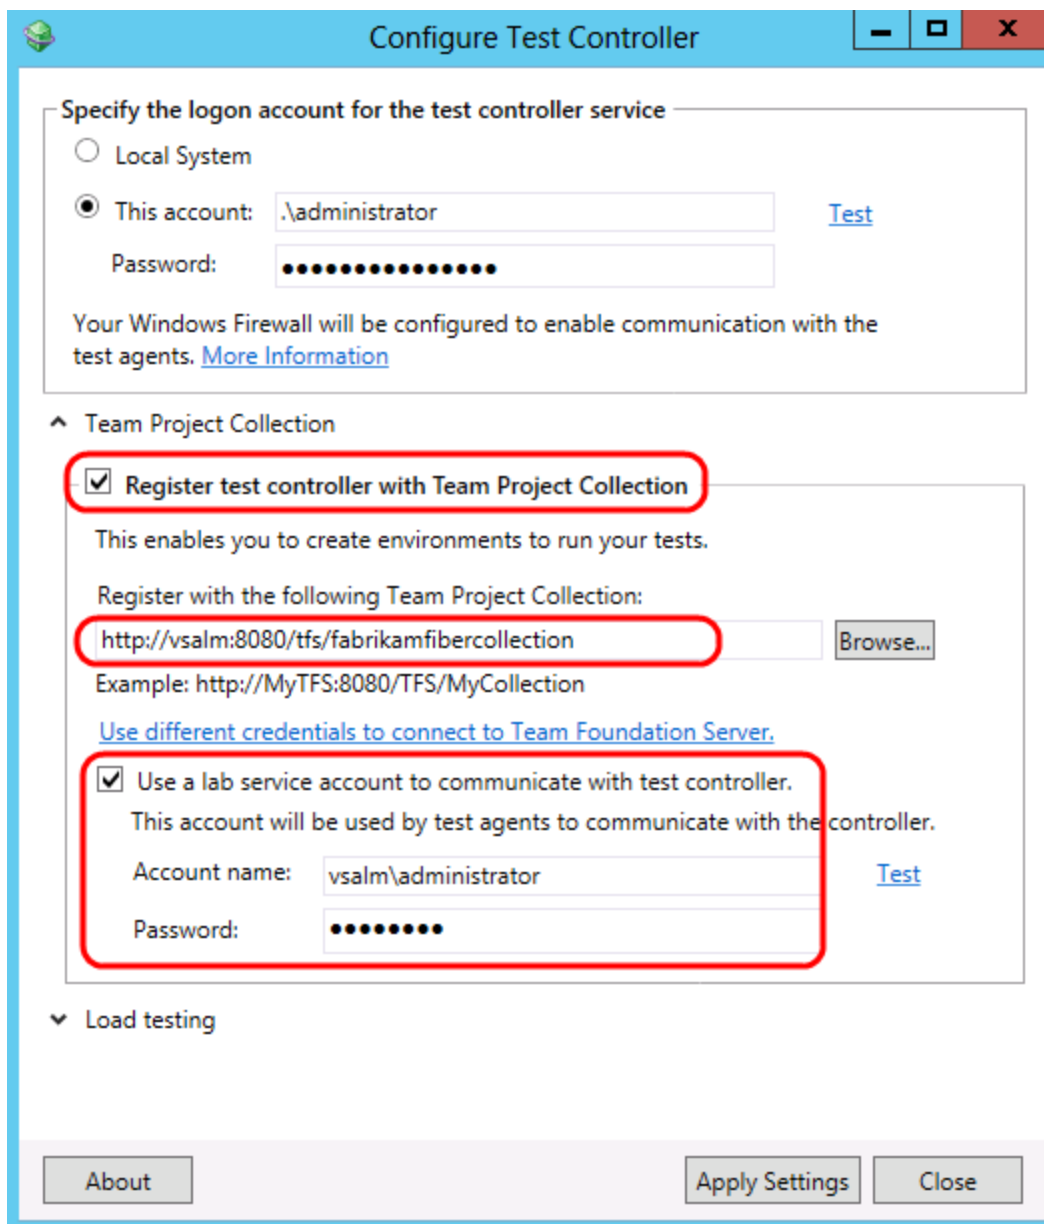 Configure Test Controller
Specify the logon account for the test controller service
Local System
This account: .\administrator Test
Password: ●●●●●●●●●●●●●●●
Your Windows Firewall will be configured to enable communication with the
test agents. More Information
Team Project Collection
Register test controller with Team Project Collection
This enables you to create environments to run your tests.
Register with the following Team Project Collection:
http://vsalm:8080/tfs/fabrikamfibercollection Browse...
Example: http://MyTFS:8080/TFS/MyCollection
Use different credentials to connect to Team Foundation Server.
Use a lab service account to communicate with test controller.
This account will be used by test agents to communicate with the controller.
Account name: vsalm\administrator Test
Password: ●●●●●●●●
Load testing
About Apply Settings Close